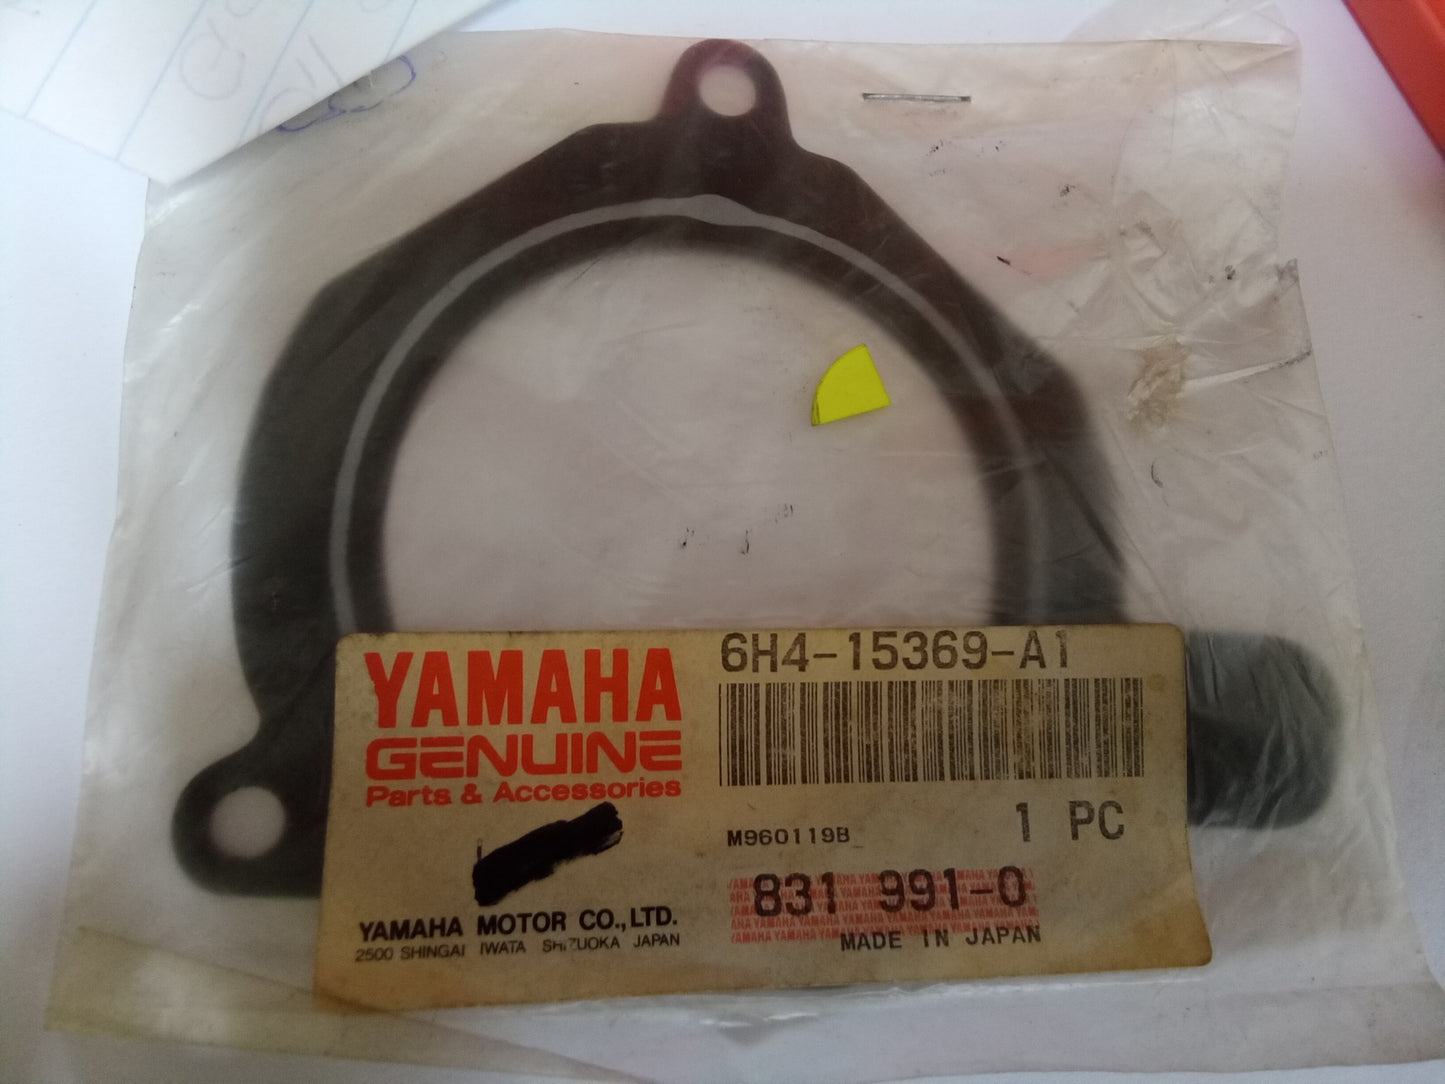 YAMAHA
GENUINE
Parts & Accessories
YAMAHA MOTOR CO., LTD.
2500 SHINGAI IWATA SHIZUOKA JAPAN
6H4-15369-A1
M960119B
1 PC
831 991-0
MADE IN JAPAN